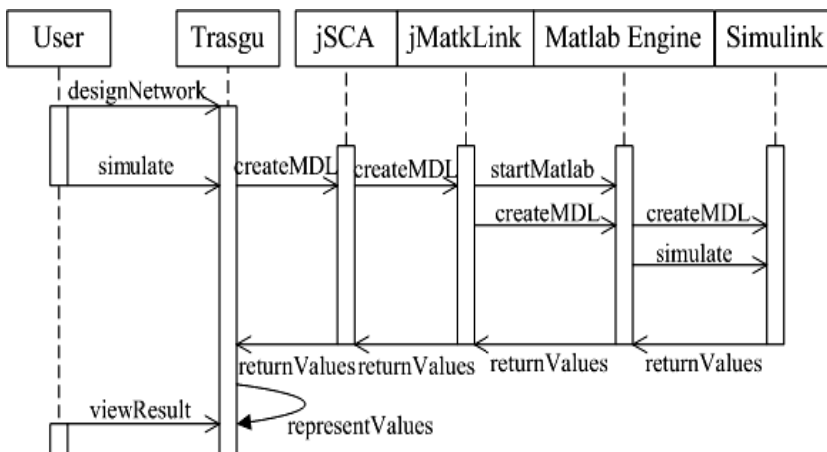 User Trasgu jSCA jMatkLink Matlab Engine Simulink
designNetwork
simulate createMDL createMDL startMatlab
createMDL createMDL
simulate
returnValues returnValues returnValues returnValues
viewResult
representValues